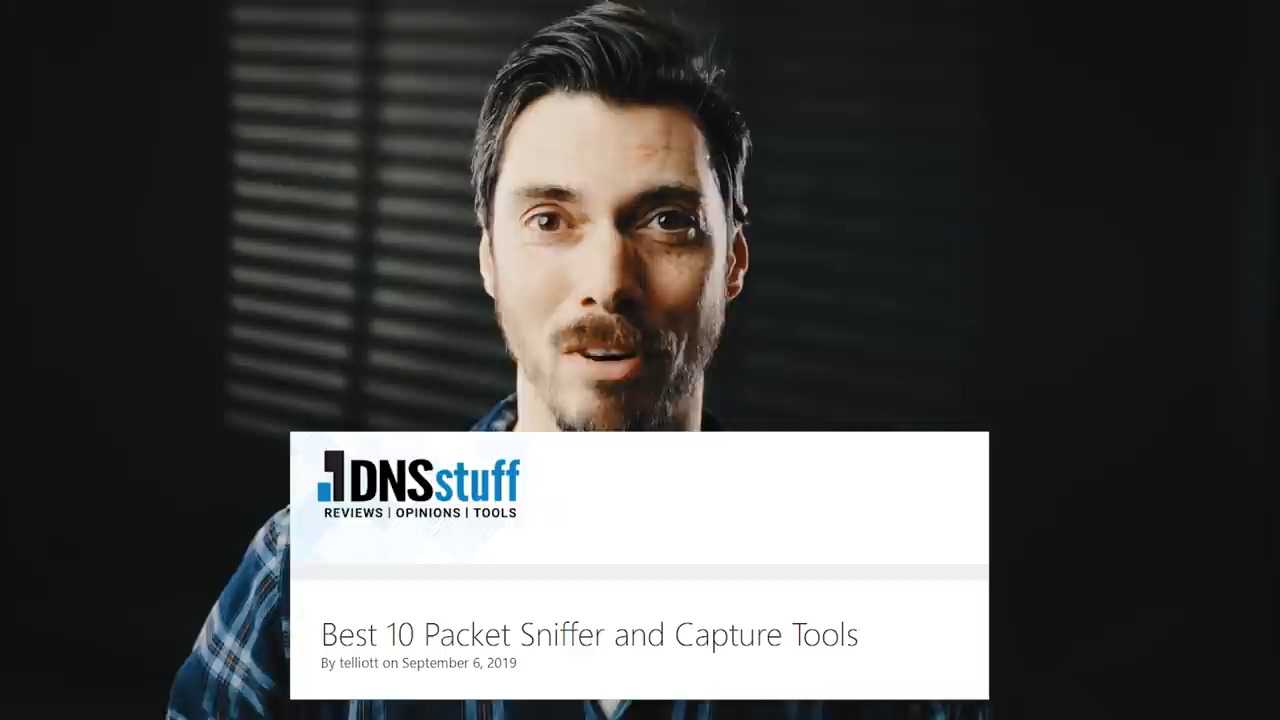 DNSstuff
REVIEWS | OPINIONS | TOOLS
Best 10 Packet Sniffer and Capture Tools
By telliott on September 6, 2019